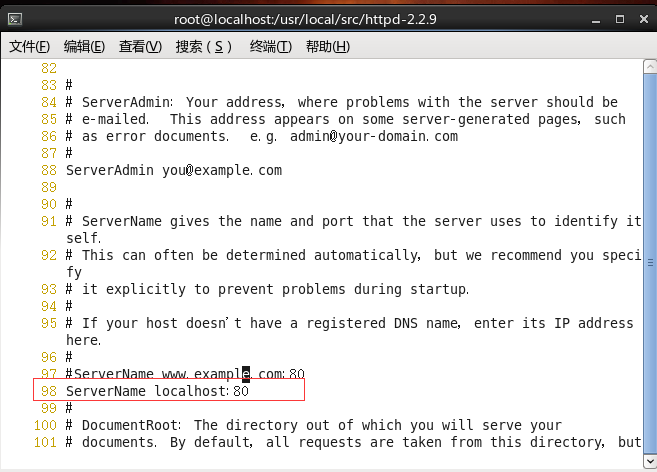 root@localhost:/usr/local/src/httpd-2.2.9
文件(F) 编辑(E) 查看(V) 搜索(S) 终端(T) 帮助(H)
82
83 #
84 # ServerAdmin: Your address, where problems with the server should be
85 # e-mailed.  This address appears on some server-generated pages, such
86 # as error documents.  e.g. admin@your-domain.com
87 #
88 ServerAdmin you@example.com
89
90 #
91 # ServerName gives the name and port that the server uses to identify it
self.
92 # This can often be determined automatically, but we recommend you speci
fy
93 # it explicitly to prevent problems during startup.
94 #
95 # If your host doesn't have a registered DNS name, enter its IP address
here.
96 #
97 #ServerName www.example.com:80
98 ServerName localhost:80
99 #
100 # DocumentRoot: The directory out of which you will serve your
101 # documents. By default, all requests are taken from this directory, but